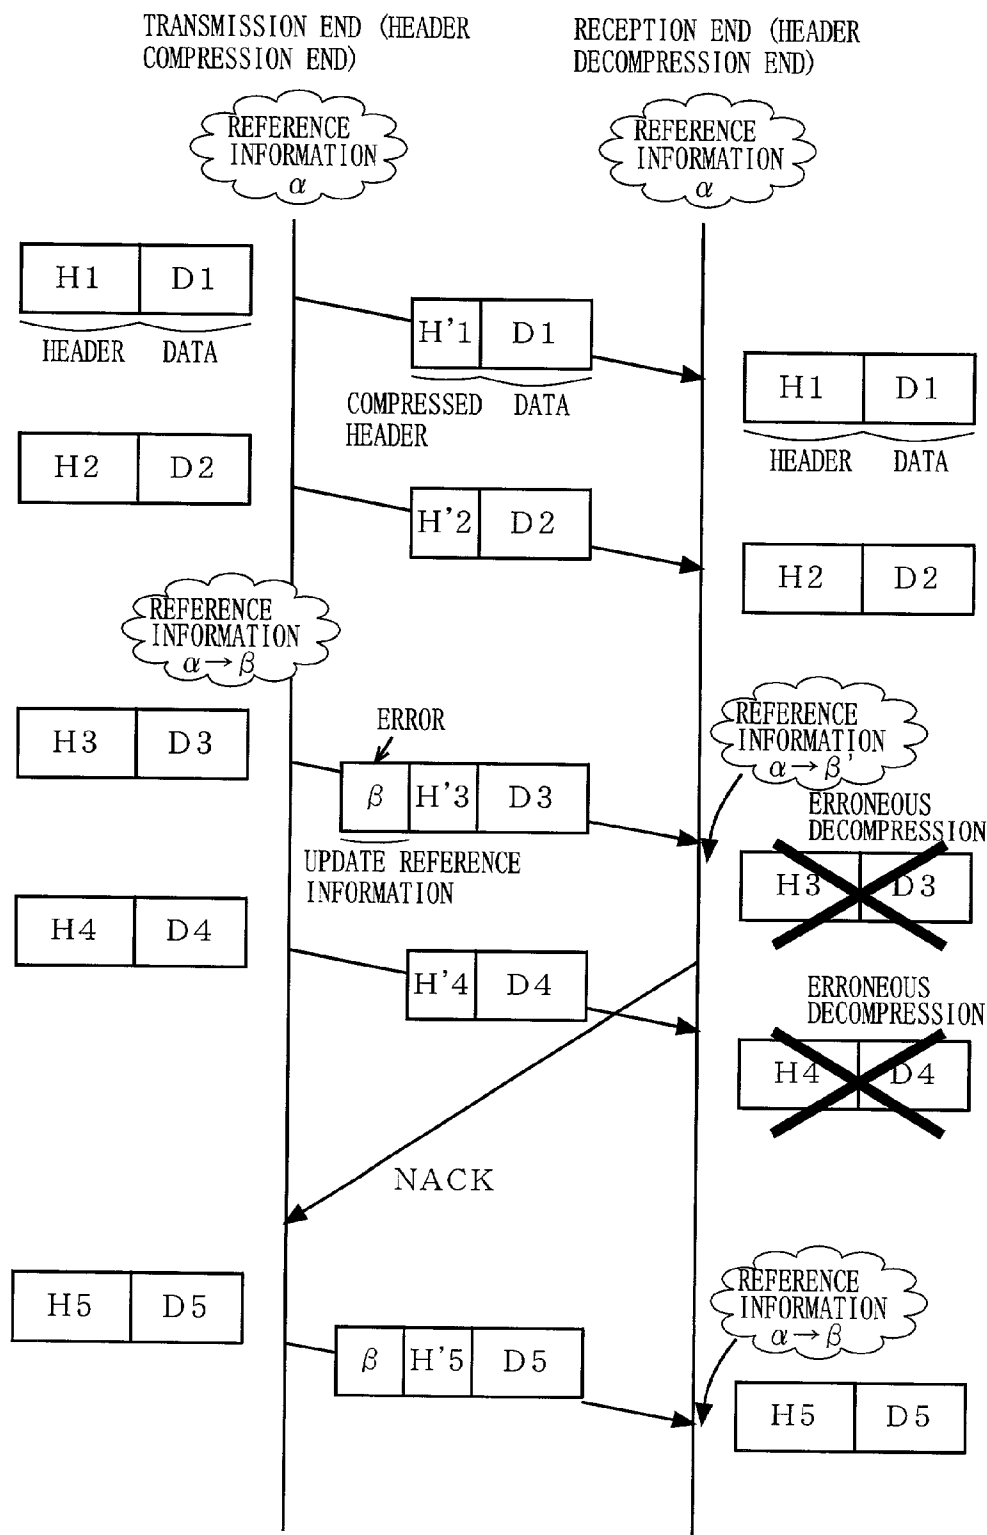 TRANSMISSION END (HEADER
COMPRESSION END)
RECEPTION END (HEADER
DECOMPRESSION END)
REFERENCE
INFORMATION
α
REFERENCE
INFORMATION
α
H1 D1
HEADER DATA
H'1 D1
COMPRESSED DATA
HEADER
H1 D1
HEADER DATA
H2 D2
H'2 D2
H2 D2
REFERENCE
INFORMATION
α→β
H3 D3
ERROR
β H'3 D3
UPDATE REFERENCE
INFORMATION
REFERENCE
INFORMATION
α→β'
ERRONEOUS
DECOMPRESSION
H3 D3
H4 D4
H'4 D4
ERRONEOUS
DECOMPRESSION
H4 D4
NACK
H5 D5
β H'5 D5
REFERENCE
INFORMATION
α→β
H5 D5